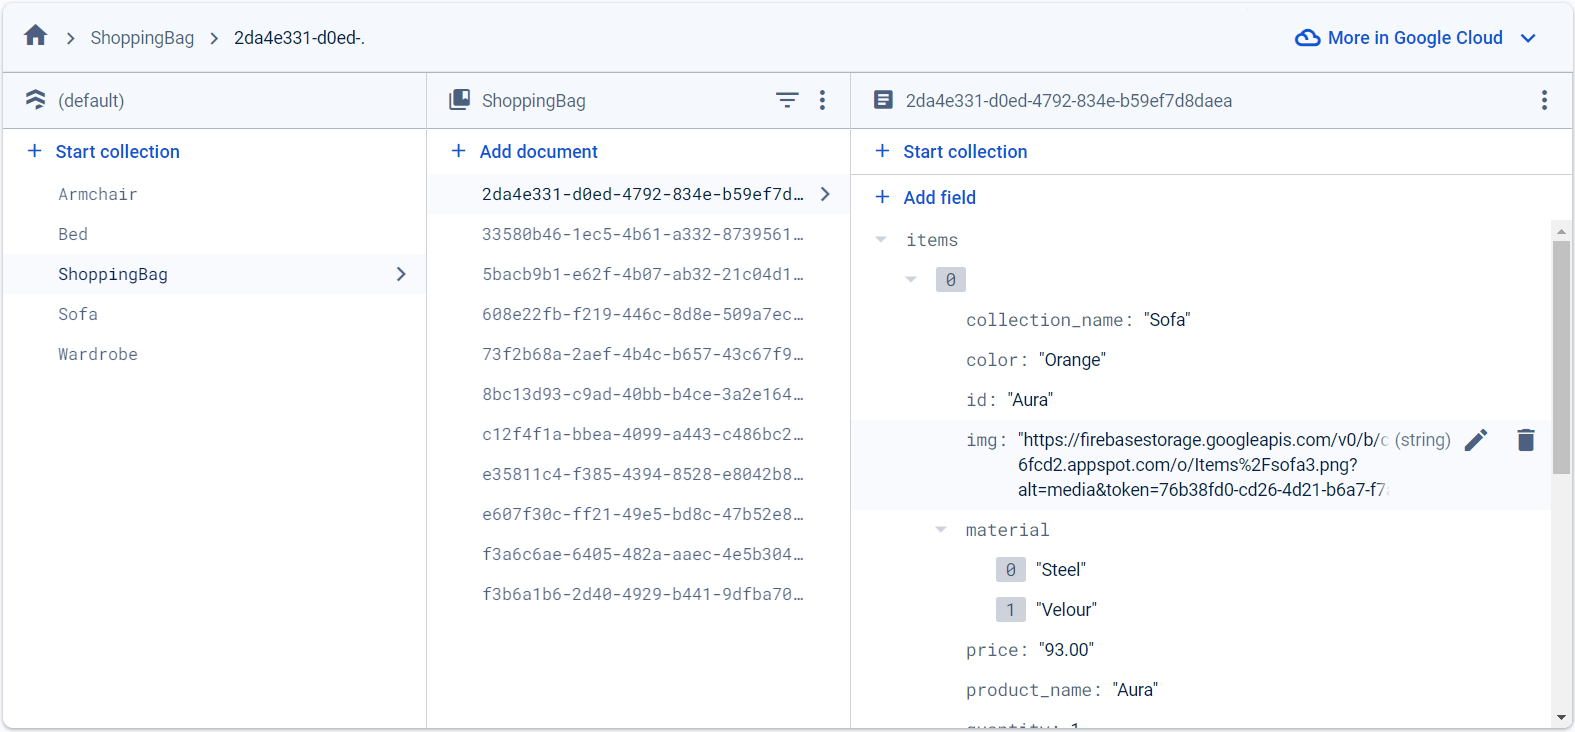 ShoppingBag
2da4e331-d0ed-.
More in Google Cloud
(default)
Start collection
Armchair
Bed
ShoppingBag
Sofa
Wardrobe
ShoppingBag
Add document
2da4e331-d0ed-4792-834e-b59ef7d…
33580b46-1ec5-4b61-a332-8739561…
5bacb9b1-e62f-4b07-ab32-21c04d1…
608e22fb-f219-446c-8d8e-509a7ec…
73f2b68a-2aef-4b4c-b657-43c67f9…
8bc13d93-c9ad-40bb-b4ce-3a2e164…
c12f4f1a-bbea-4099-a443-c486bc2…
e35811c4-f385-4394-8528-e8042b8…
e607f30c-ff21-49e5-bd8c-47b52e8…
f3a6c6ae-6405-482a-aaec-4e5b304…
f3b6a1b6-2d40-4929-b441-9dfba70…
2da4e331-d0ed-4792-834e-b59ef7d8daea
Start collection
Add field
items
0
collection_name: "Sofa"
color: "Orange"
id: "Aura"
img: "https://firebasestorage.googleapis.com/v0/b/c (string)
6fcd2.appspot.com/o/Items%2Fsofa3.png?
alt=media&token=76b38fd0-cd26-4d21-b6a7-f7
material
0 "Steel"
1 "Velour"
price: "93.00"
product_name: "Aura"